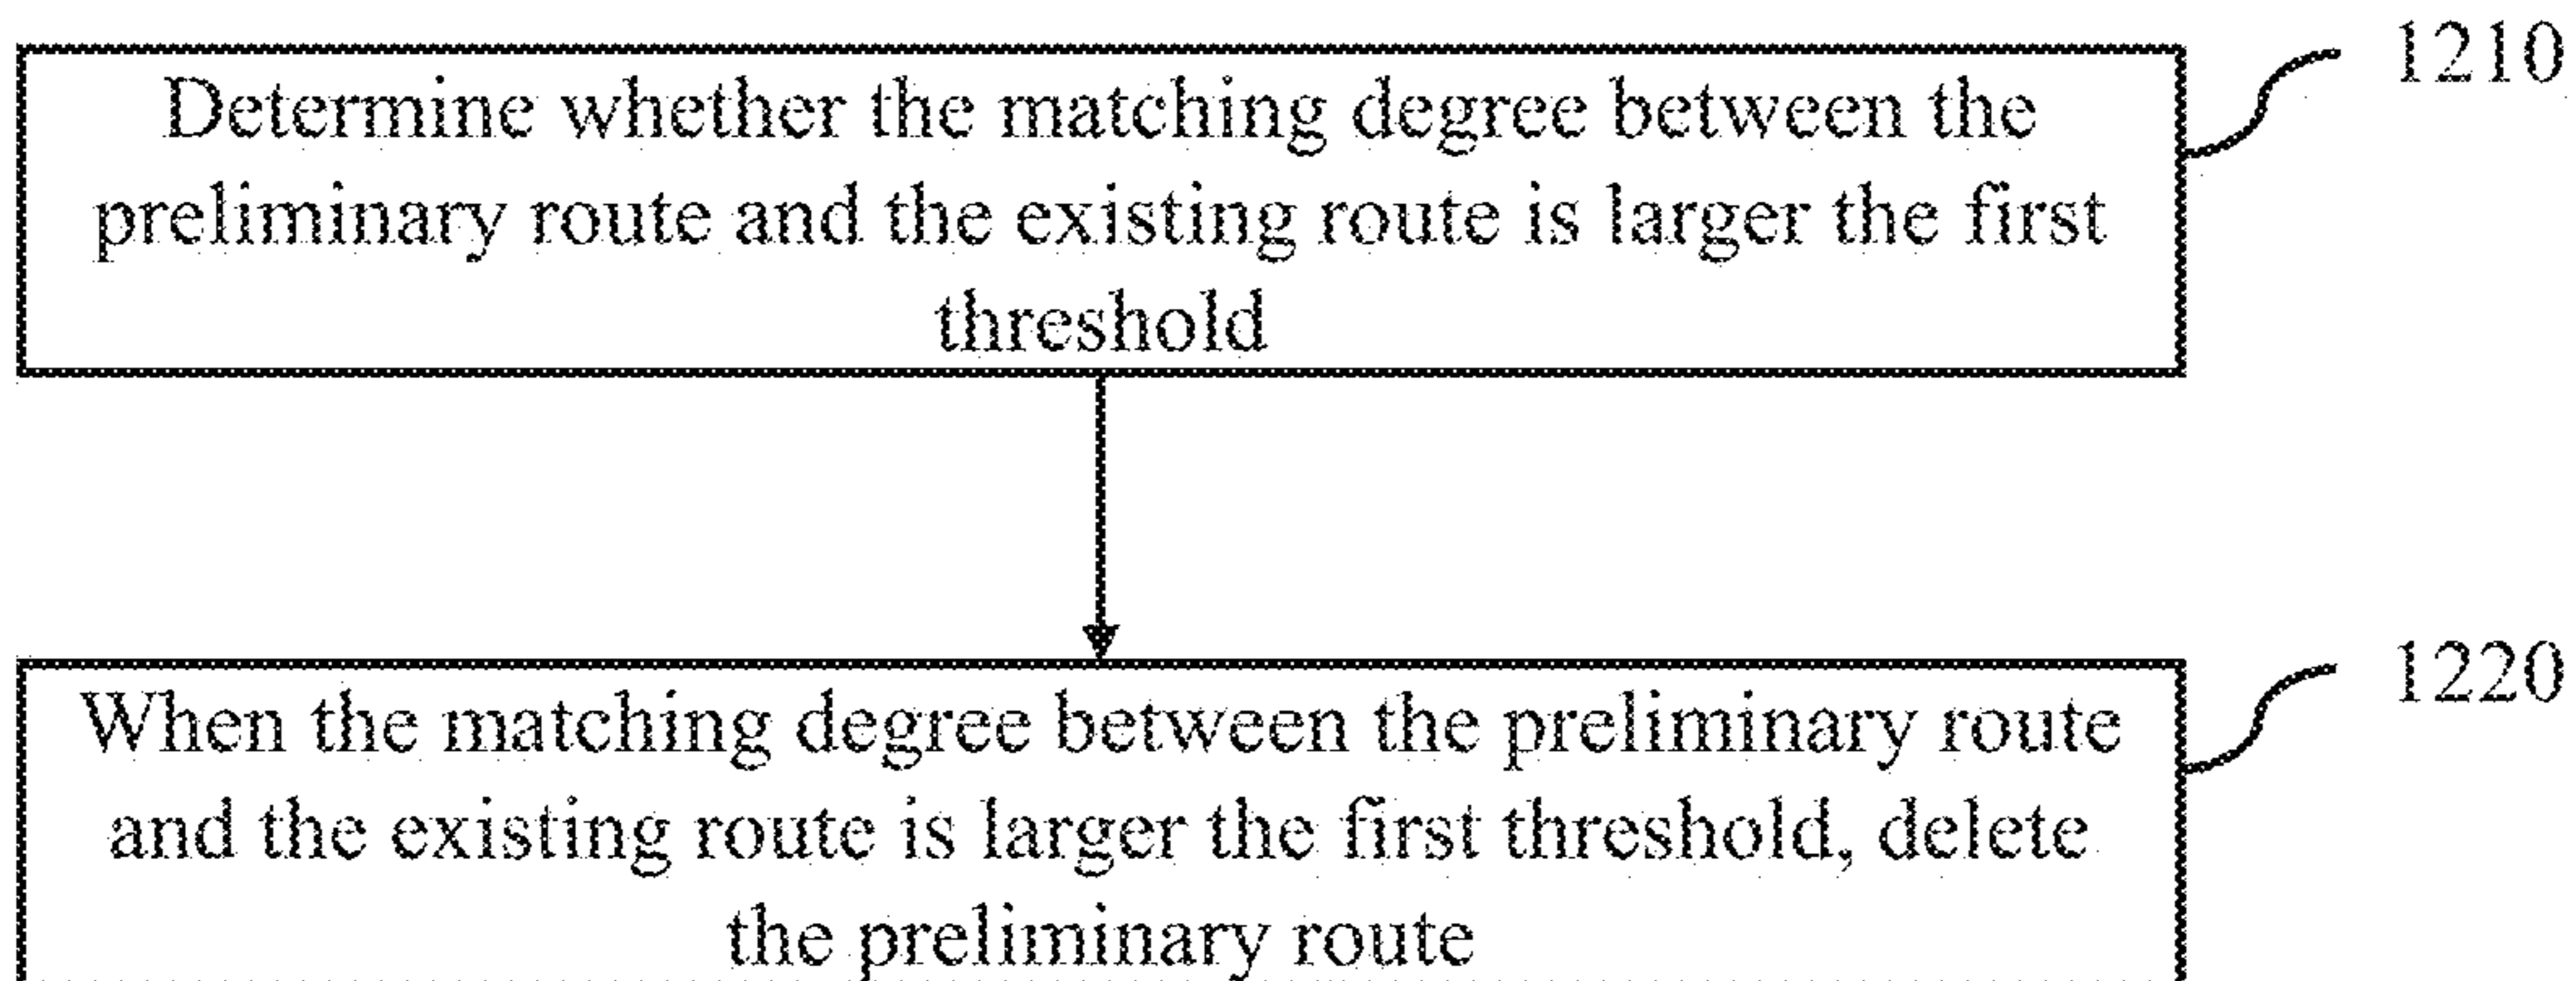 1210
Determine whether the matching degree between the
preliminary route and the existing route is larger the first
threshold
1220
When the matching degree between the preliminary route
and the existing route is larger the first threshold, delete
the preliminary route